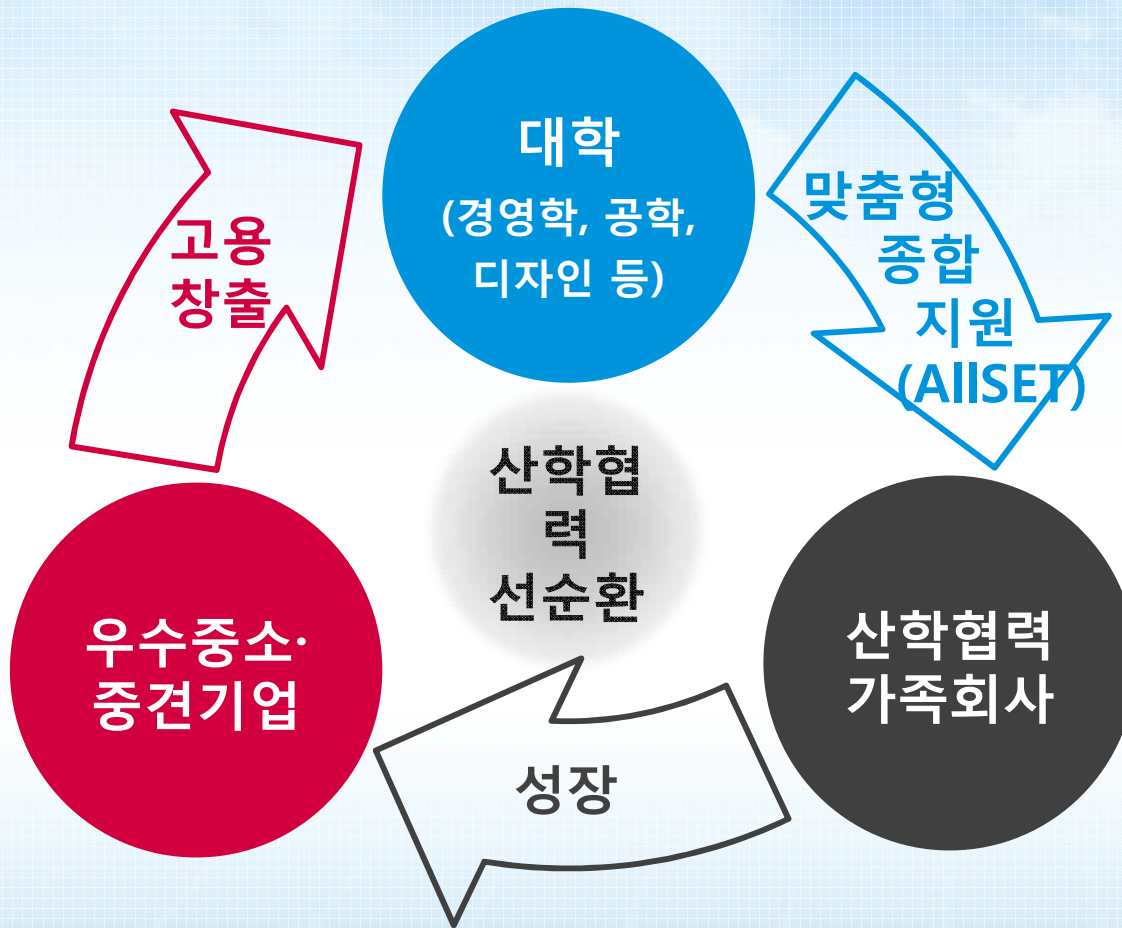 대학
(경영학, 공학,
디자인 등)
맞춤형
종합
지원
(AllSET)
고용
창출
산학협
력
선순환
우수중소·
중견기업
산학협력
가족회사
성장